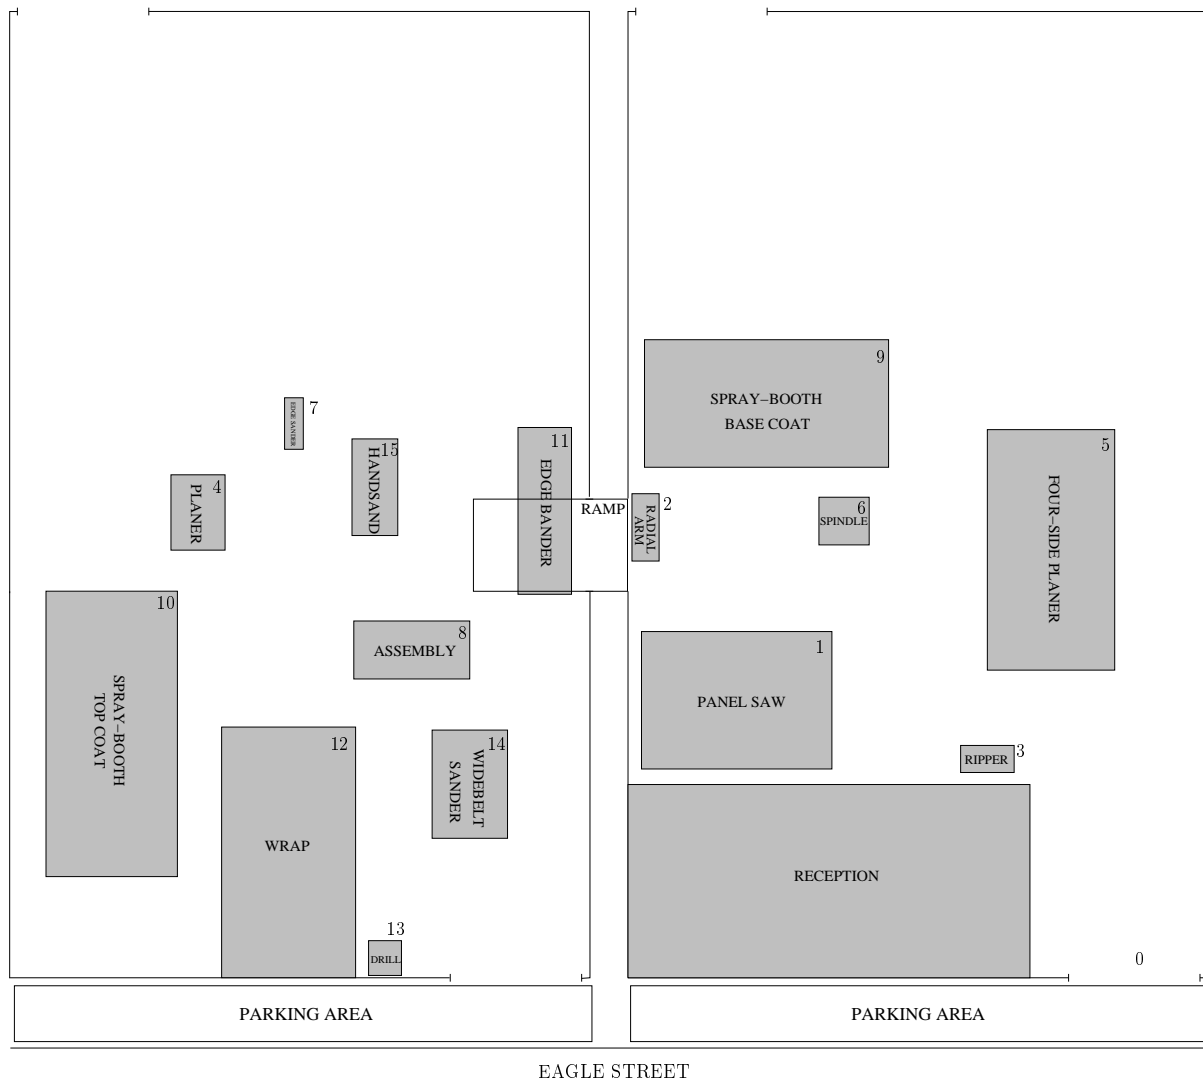 9
SPRAY–BOOTH
BASE COAT
7
EDGE SANDER
15
HANDSAND
11
EDGE BANDER
5
FOUR–SIDE PLANER
4
PLANER
RAMP
2
RADIAL
ARM
6
SPINDLE
10
SPRAY–BOOTH
TOP COAT
8
ASSEMBLY
1
PANEL SAW
12
WRAP
14
WIDEBELT
SANDER
3
RIPPER
RECEPTION
13
DRILL
0
PARKING AREA
PARKING AREA
EAGLE STREET